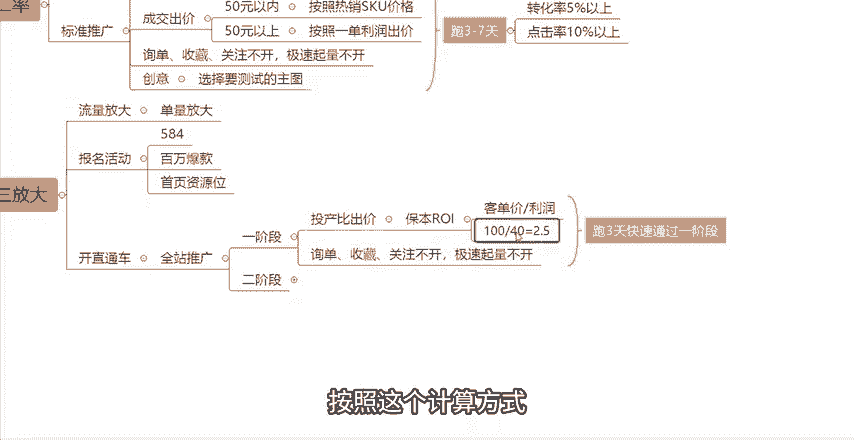 二率
标准推广
成交出价
50元以内
按照热销SKU价格
50元以上
按照一单利润出价
询单、收藏、关注不开,极速起量不开
创意
选择要测试的主图
跑3-7天
转化率5%以上
点击率10%以上
三放大
流量放大
单量放大
报名活动
584
百万爆款
首页资源位
开直通车
全站推广
一阶段
投产比出价
保本ROI
客单价/利润
100/40=2.5
询单、收藏、关注不开,极速起量不开
跑3天快速通过一阶段
二阶段
按照这个计算方式